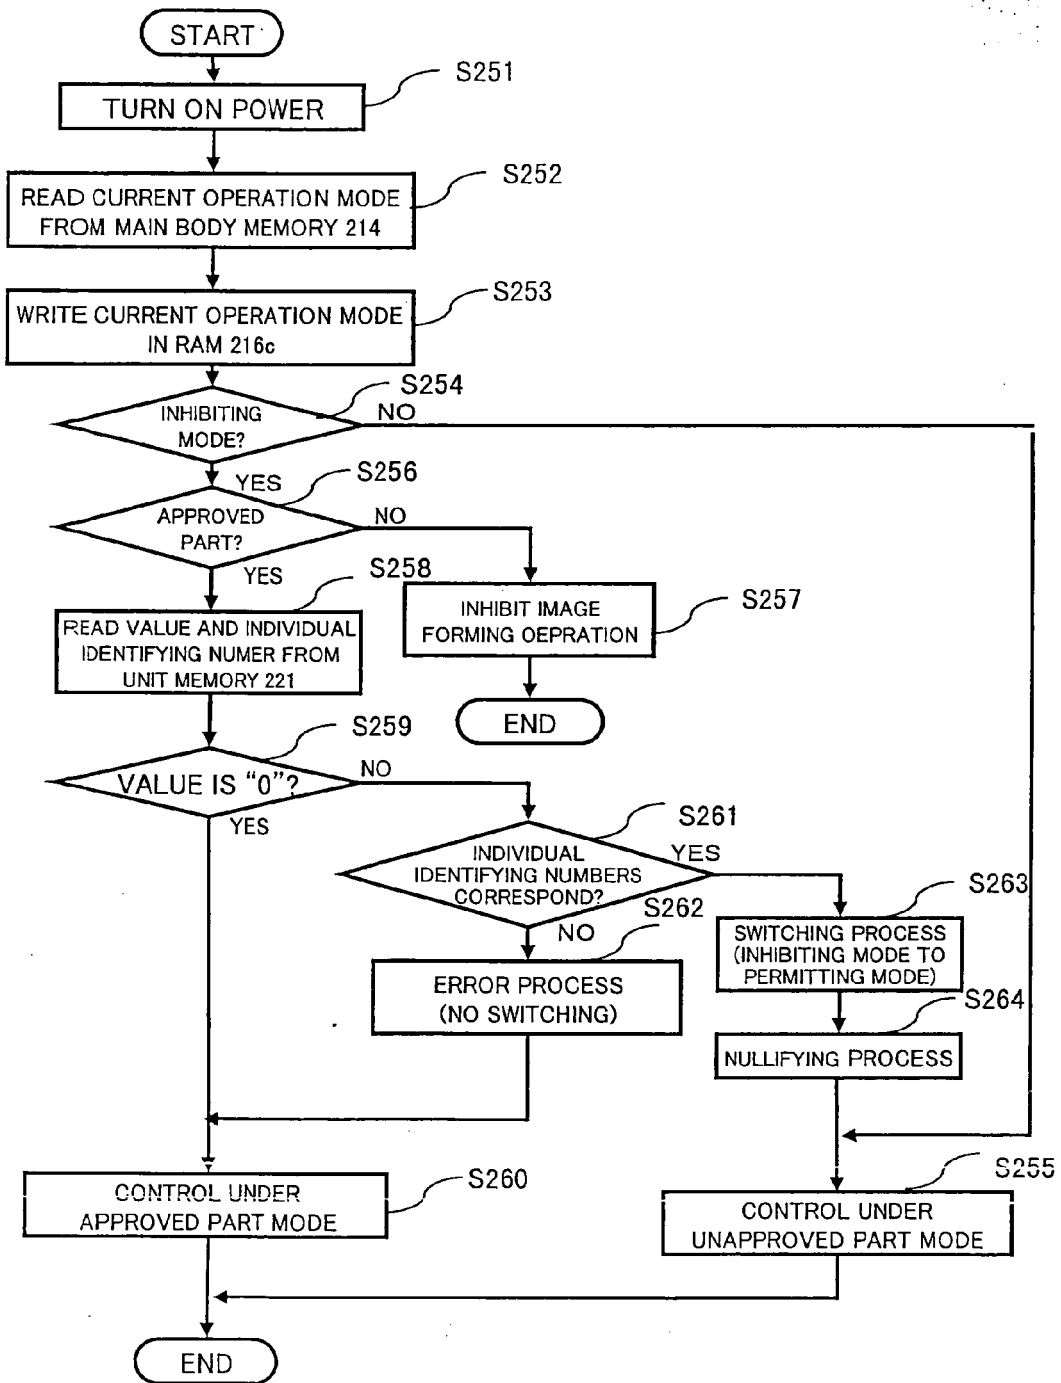 START
S251
TURN ON POWER
S252
READ CURRENT OPERATION MODE
FROM MAIN BODY MEMORY 214
S253
WRITE CURRENT OPERATION MODE
IN RAM 216c
S254
INHIBITING
MODE?
NO
YES
S256
APPROVED
PART?
NO
YES
S258
READ VALUE AND INDIVIDUAL
IDENTIFYING NUMER FROM
UNIT MEMORY 221
INHIBIT IMAGE
FORMING OEPRATION
S257
END
S259
VALUE IS "0"?
NO
YES
S261
INDIVIDUAL
IDENTIFYING NUMBERS
CORRESPOND?
YES
NO
S262
ERROR PROCESS
(NO SWITCHING)
S263
SWITCHING PROCESS
(INHIBITING MODE TO
PERMITTING MODE)
S264
NULLIFYING PROCESS
S260
CONTROL UNDER
APPROVED PART MODE
S255
CONTROL UNDER
UNAPPROVED PART MODE
END